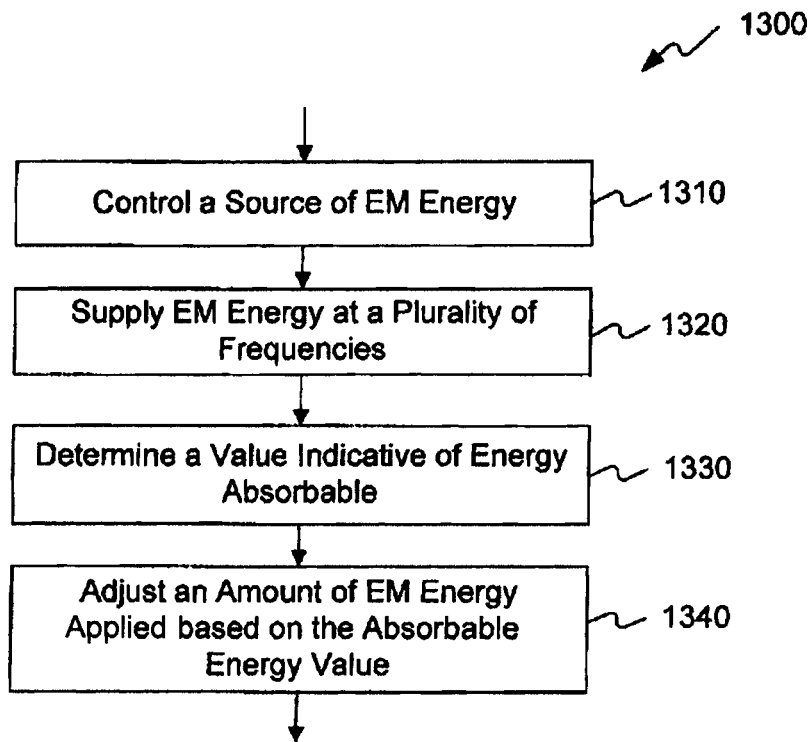 1300
Control a Source of EM Energy
1310
Supply EM Energy at a Plurality of
Frequencies
1320
Determine a Value Indicative of Energy
Absorbable
1330
Adjust an Amount of EM Energy
Applied based on the Absorbable
Energy Value
1340